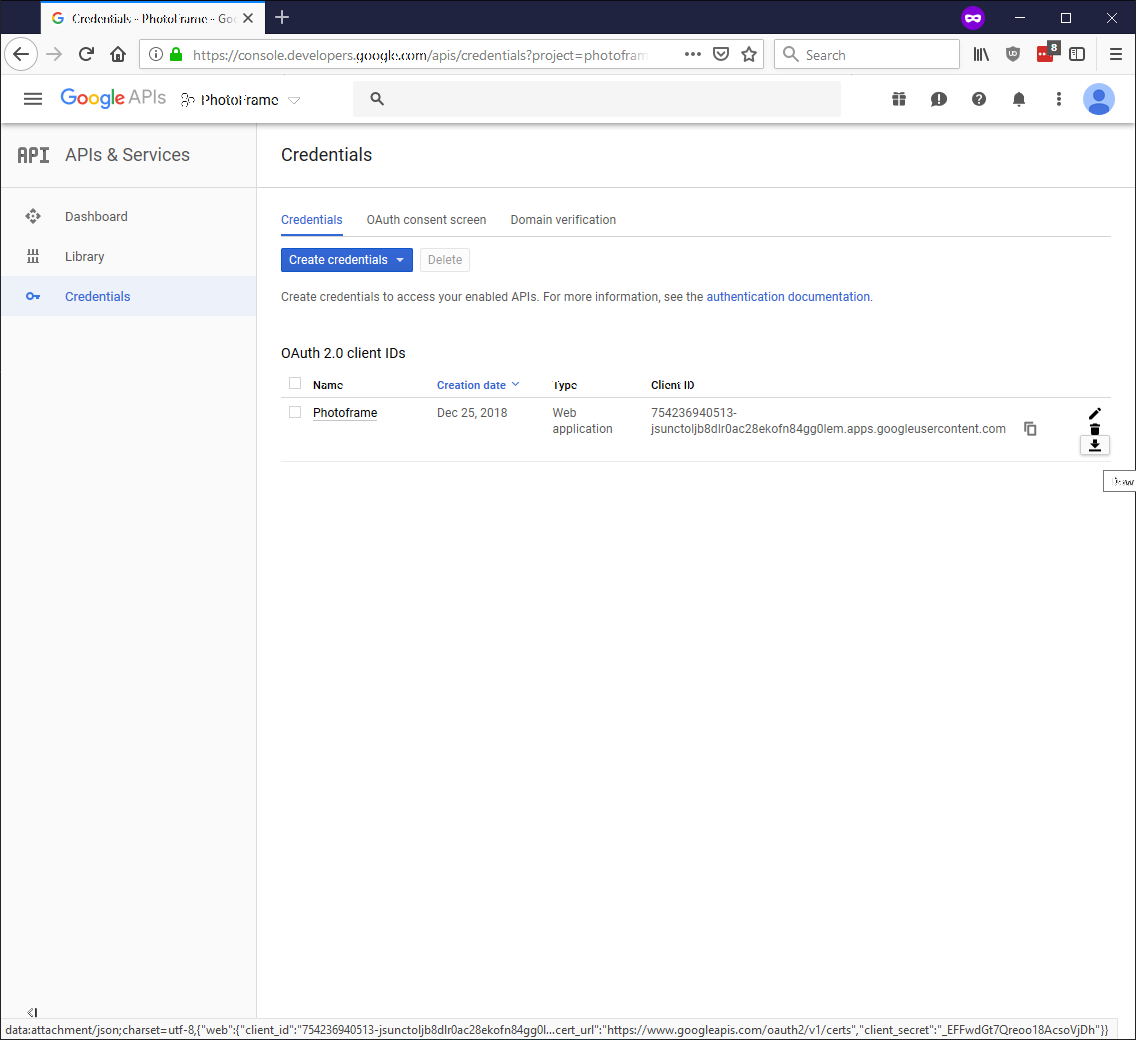 Credentials - PhotoFrame - Goo
https://console.developers.google.com/apis/credentials?project=photofram
Search
8
Google APIs
PhotoFrame
API APIs & Services
Credentials
Dashboard
Library
Credentials
Credentials OAuth consent screen Domain verification
Create credentials Delete
Create credentials to access your enabled APIs. For more information, see the authentication documentation.
OAuth 2.0 client IDs
Name Creation date Type Client ID
Photoframe Dec 25, 2018 Web application 754236940513-
jsunctoljb8dlr0ac28ekofn84gg0lem.apps.googleusercontent.com
data:attachment/json;charset=utf-8,{"web":{"client_id":"754236940513-jsunctoljb8dlr0ac28ekofn84gg0l...cert_url":"https://www.googleapis.com/oauth2/v1/certs","client_secret":"_EFFwdGt7Qreoo18AcsoVjDh"}}